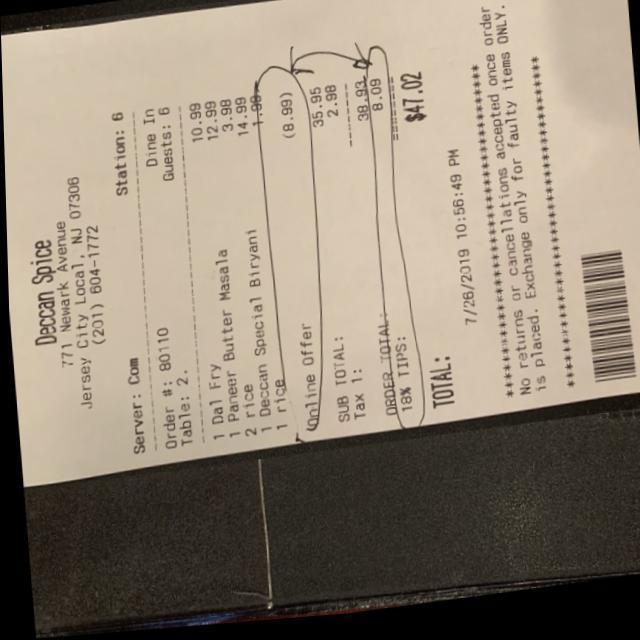 Deccan Spice
771 Newark Avenue
Jersey City Local, NJ 07306
(201) 604-1772
Server: Com Station: 6
Order #: 80110 Dine In
Table: 2. Guests: 6
1 Dal Fry 10.99
1 Paneer Butter Masala 12.99
2 rice 3.98
1 Deccan Special Biryani 14.99
1 rice 1.99
Online Offer (8.99)
SUB TOTAL: 35.95
Tax 1: 2.98
ORDER TOTAL: 38.93
18% TIPS: 8.09
TOTAL: $47.02
7/26/2019 10:56:49 PM
No returns or cancellations accepted once order
is placed. Exchange only for faulty items ONLY.